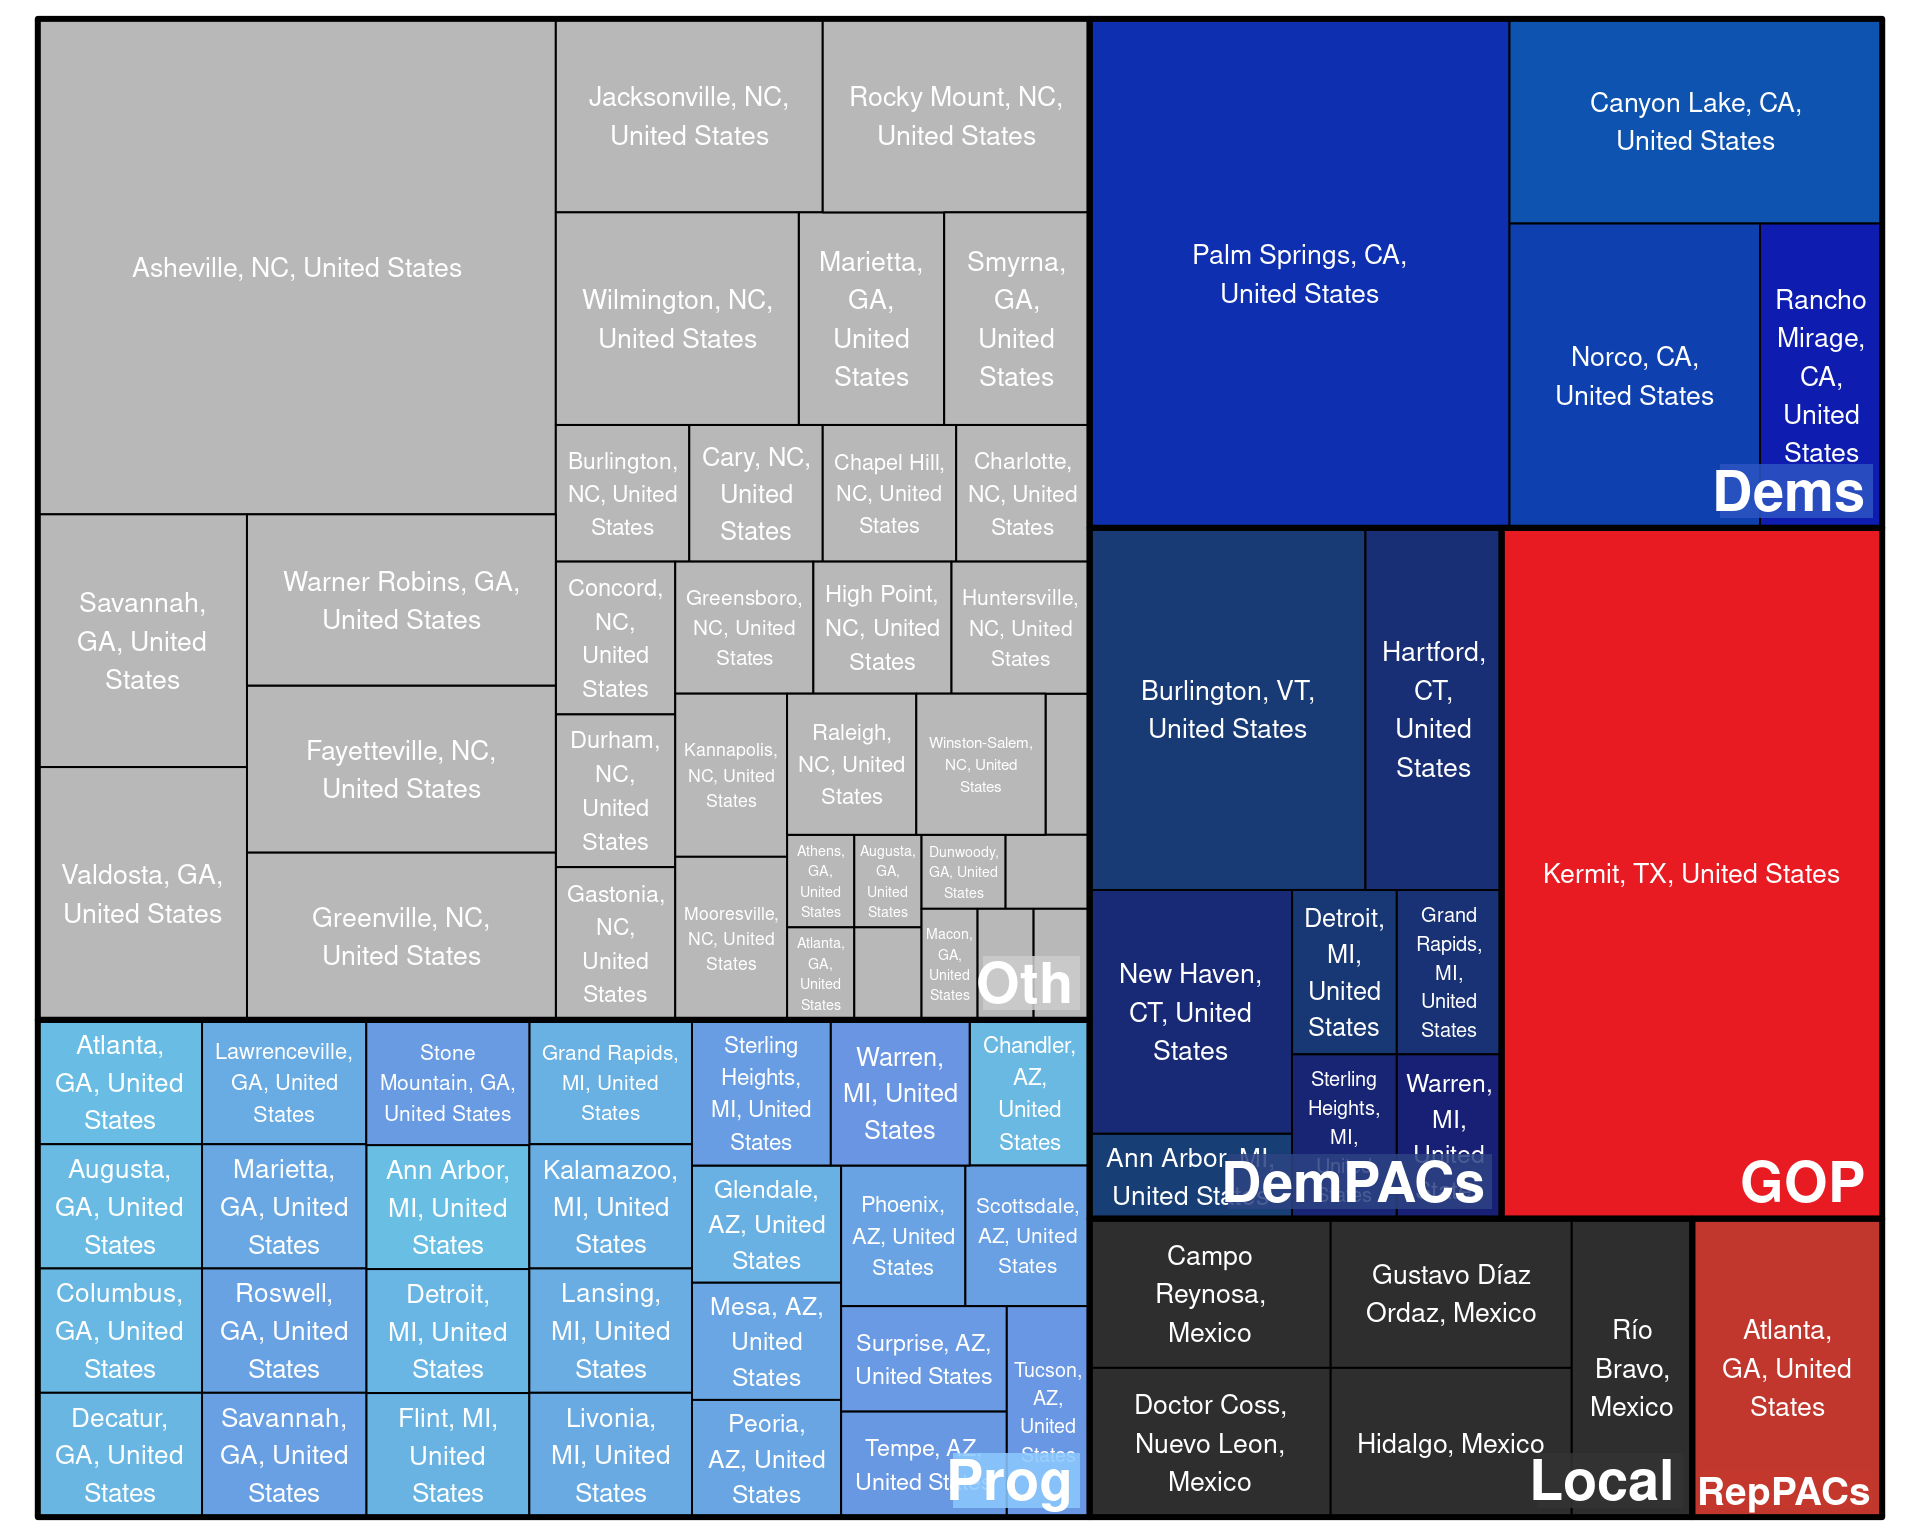 Asheville, NC, United States
Jacksonville, NC,
United States
Rocky Mount, NC,
United States
Wilmington, NC,
United States
Marietta,
GA,
United
States
Smyrna,
GA,
United
States
Burlington,
NC, United
States
Cary, NC,
United
States
Chapel Hill,
NC, United
States
Charlotte,
NC, United
States
Savannah,
GA, United
States
Warner Robins, GA,
United States
Concord,
NC,
United
States
Greensboro,
NC, United
States
High Point,
NC, United
States
Huntersville,
NC, United
States
Fayetteville, NC,
United States
Durham,
NC,
United
States
Kannapolis,
NC, United
States
Raleigh,
NC, United
States
Winston-Salem,
NC, United
States
Valdosta, GA,
United States
Greenville, NC,
United States
Gastonia,
NC,
United
States
Mooresville,
NC, United
States
Athens,
GA,
United
States
Augusta,
GA,
United
States
Dunwoody,
GA, United
States
Atlanta,
GA,
United
States
Macon,
GA,
United
States
Oth
Palm Springs, CA,
United States
Canyon Lake, CA,
United States
Norco, CA,
United States
Rancho
Mirage,
CA,
United
States
Dems
Burlington, VT,
United States
Hartford,
CT,
United
States
New Haven,
CT, United
States
Detroit,
MI,
United
States
Grand
Rapids,
MI,
United
States
Ann Arbor, MI,
United States
Sterling
Heights,
MI,
United
States
Warren,
MI,
United
States
DemPACs
Kermit, TX, United States
GOP
Atlanta,
GA, United
States
Lawrenceville,
GA, United
States
Stone
Mountain, GA,
United States
Grand Rapids,
MI, United
States
Sterling
Heights,
MI, United
States
Warren,
MI, United
States
Chandler,
AZ,
United
States
Augusta,
GA, United
States
Marietta,
GA, United
States
Ann Arbor,
MI, United
States
Kalamazoo,
MI, United
States
Glendale,
AZ, United
States
Phoenix,
AZ, United
States
Scottsdale,
AZ, United
States
Columbus,
GA, United
States
Roswell,
GA, United
States
Detroit,
MI, United
States
Lansing,
MI, United
States
Mesa, AZ,
United
States
Surprise, AZ,
United States
Tucson,
AZ,
United
States
Decatur,
GA, United
States
Savannah,
GA, United
States
Flint, MI,
United
States
Livonia,
MI, United
States
Peoria,
AZ, United
States
Tempe, AZ,
United States
Prog
Campo
Reynosa,
Mexico
Gustavo Díaz
Ordaz, Mexico
Río
Bravo,
Mexico
Doctor Coss,
Nuevo Leon,
Mexico
Hidalgo, Mexico
Local
Atlanta,
GA, United
States
RepPACs